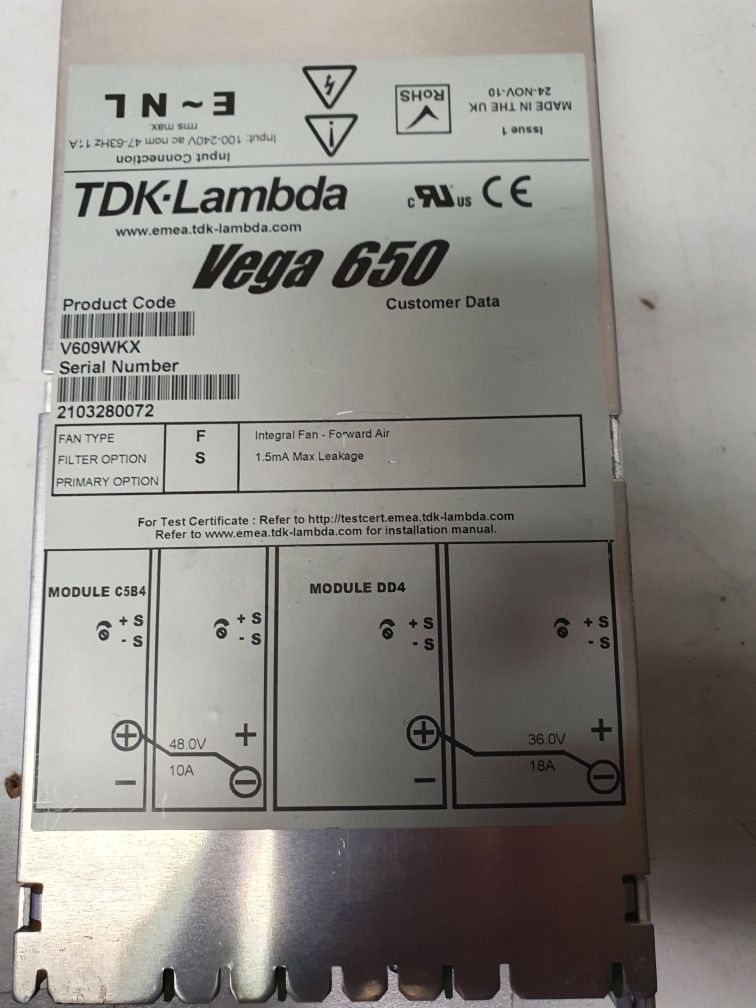 Input Connection
Input: 100-240V ac nom 47-63Hz 11A
rms max.
E ~ N L
RoHS
Issue 1
MADE IN THE UK
24-NOV-10
TDK·Lambda
c RU us CE
www.emea.tdk-lambda.com
Vega 650
Product Code
Customer Data
V609WKX
Serial Number
2103280072
FAN TYPE F Integral Fan - Forward Air
FILTER OPTION S 1.5mA Max Leakage
PRIMARY OPTION
For Test Certificate : Refer to http://testcert.emea.tdk-lambda.com
Refer to www.emea.tdk-lambda.com for installation manual.
MODULE C5B4
+ S
- S
+ S
- S
+
-
48.0V
10A
+
-
MODULE DD4
+ S
- S
+ S
- S
+
-
36.0V
18A
+
-